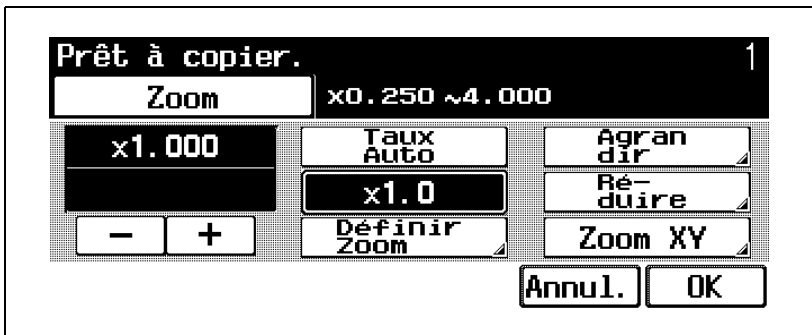 Prêt à copier. 1
Zoom x0.250 ~4.000
x1.000
Taux
Auto
Agran
dir
x1.0
Ré-
duire
- +
Définir
Zoom
Zoom XY
Annul. OK